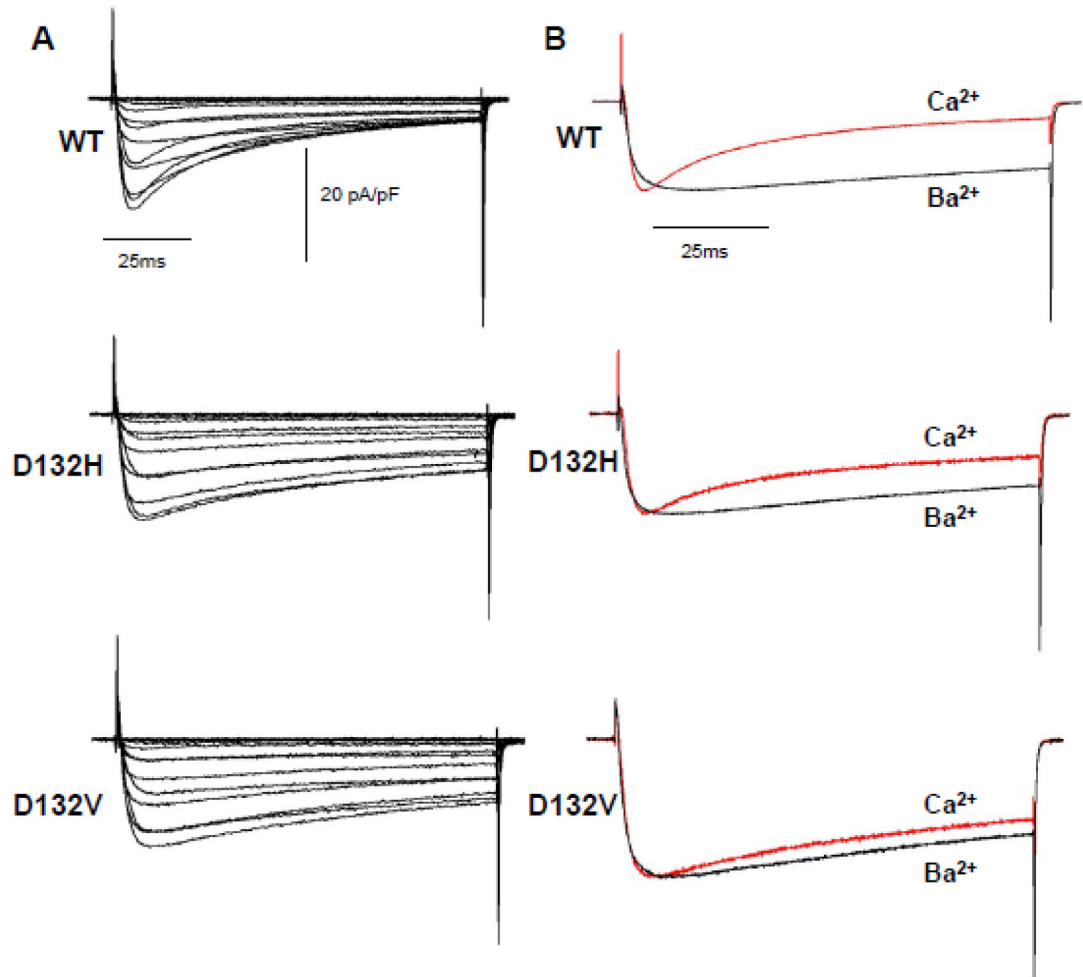 A
WT
20 pA/pF
25ms
D132H
D132V
B
WT
Ca²⁺
Ba²⁺
25ms
D132H
Ca²⁺
Ba²⁺
D132V
Ca²⁺
Ba²⁺